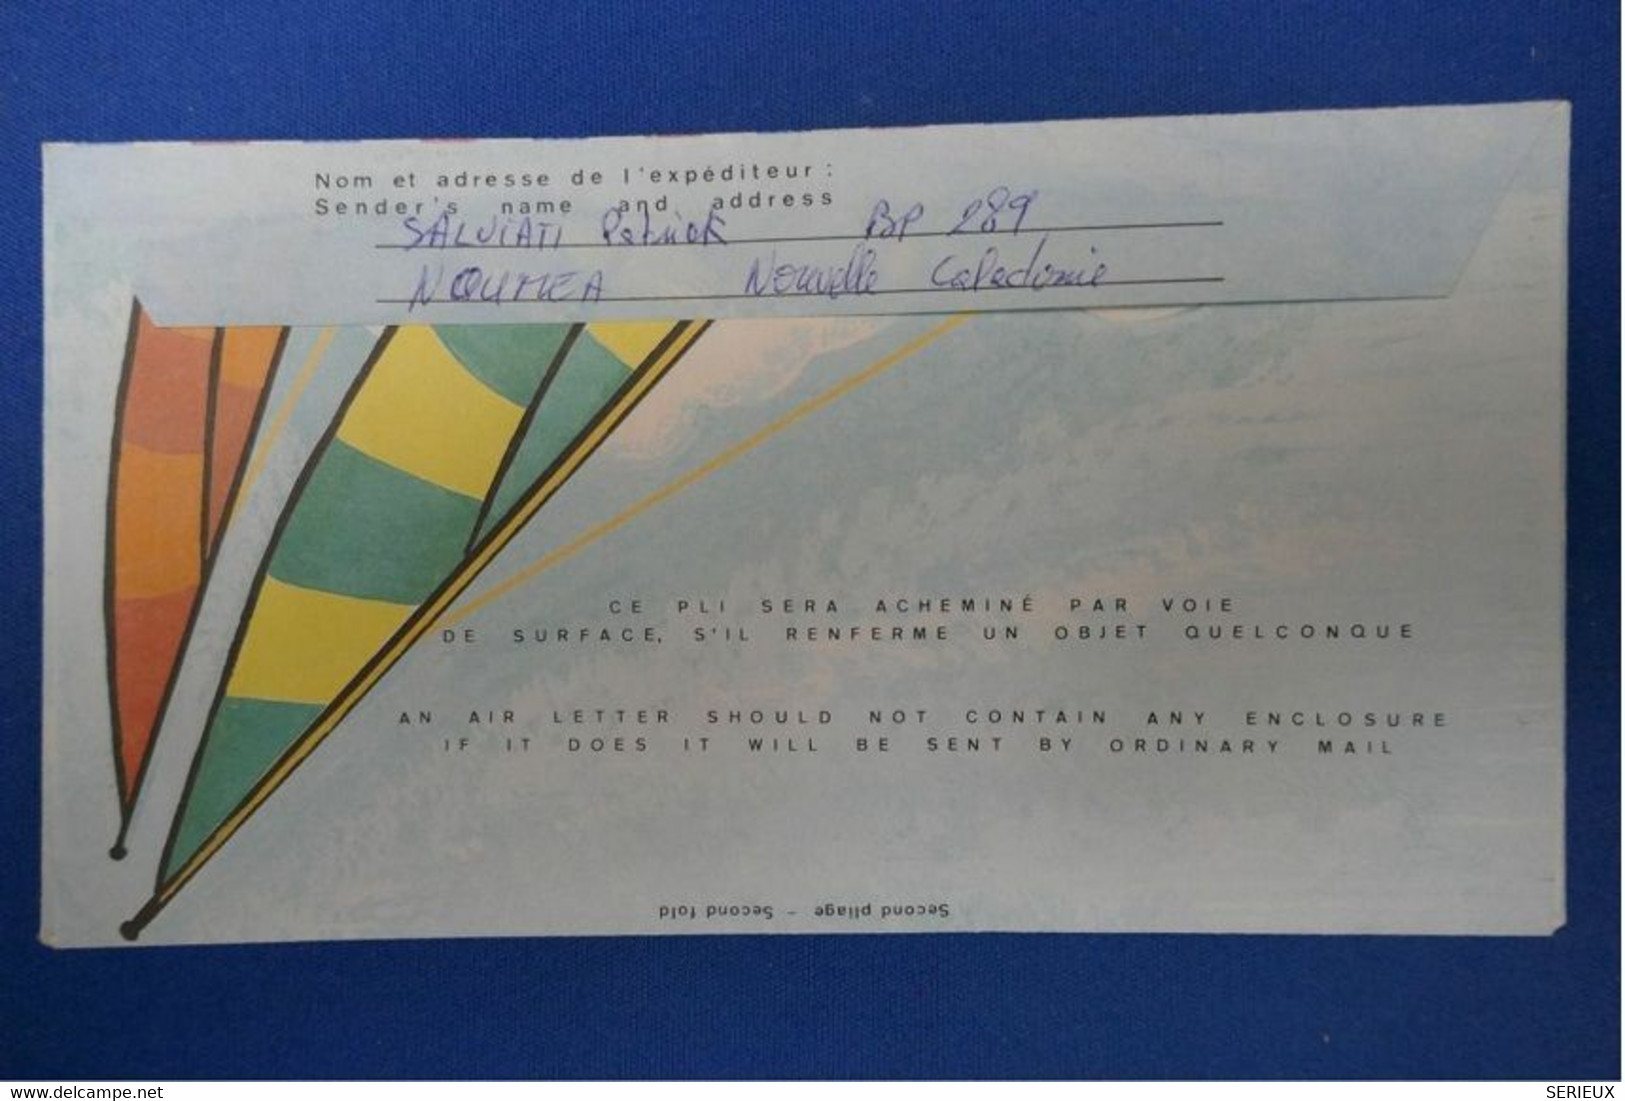 Nom et adresse de l'expéditeur :
Sender's name and address
SALVIATI Patrick BP 289
NOUMEA Nouvelle Caledonie
CE PLI SERA ACHEMINÉ PAR VOIE
DE SURFACE, S'IL RENFERME UN OBJET QUELCONQUE
AN AIR LETTER SHOULD NOT CONTAIN ANY ENCLOSURE
IF IT DOES IT WILL BE SENT BY ORDINARY MAIL
Second pliage - Second fold
www.delcampe.net
SERIEUX